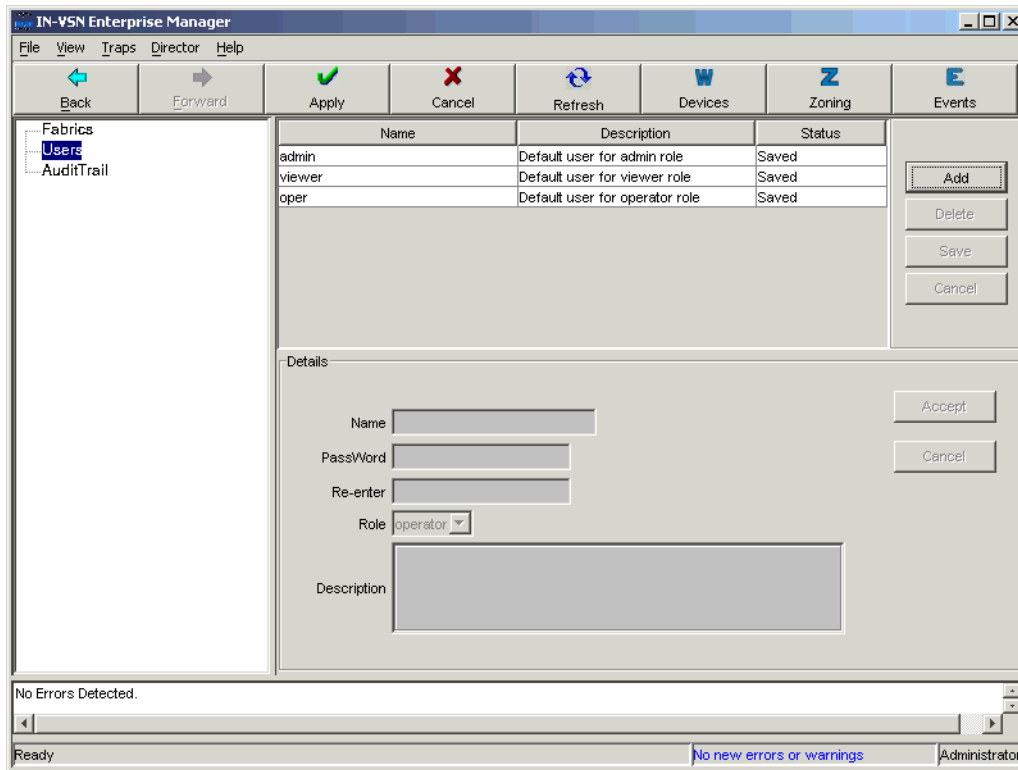 IN-VSN Enterprise Manager
File View Traps Director Help
Back Forward Apply Cancel Refresh W Devices Z Zoning E Events
Fabrics
Users
AuditTrail
Name Description Status
admin Default user for admin role Saved
viewer Default user for viewer role Saved
oper Default user for operator role Saved
Add
Delete
Save
Cancel
Details
Name
PassWord
Re-enter
Role operator
Description
Accept
Cancel
No Errors Detected.
Ready No new errors or warnings Administrator